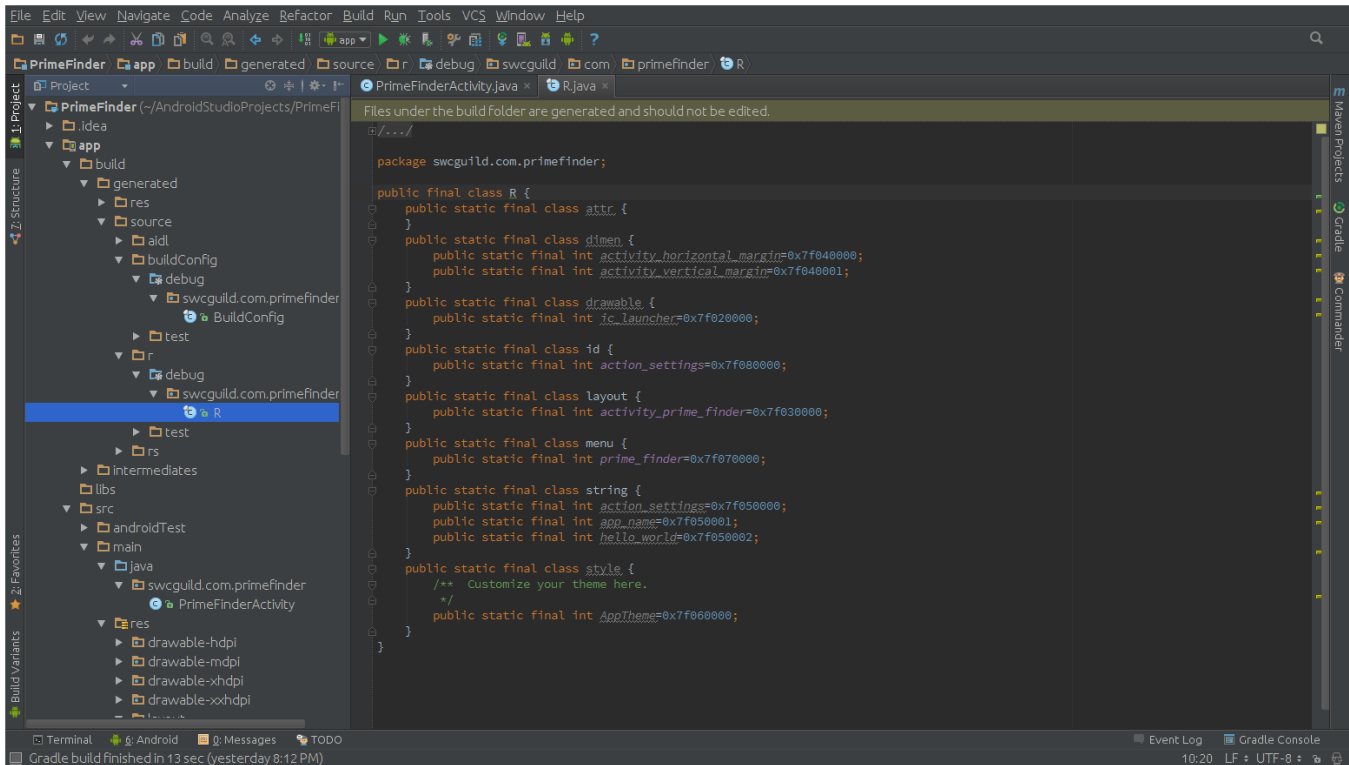 File Edit View Navigate Code Analyze Refactor Build Run Tools VCS Window Help
app
PrimeFinder app build generated source r debug swcguild com primefinder R
Project
PrimeFinderActivity.java × R.java ×
Files under the build folder are generated and should not be edited.
1: Project
Z: Structure
2: Favorites
Build Variants
PrimeFinder (~/AndroidStudioProjects/PrimeFi
.idea
app
build
generated
res
source
aidl
buildConfig
debug
swcguild.com.primefinder
BuildConfig
test
r
debug
swcguild.com.primefinder
R
test
rs
intermediates
libs
src
androidTest
main
java
swcguild.com.primefinder
PrimeFinderActivity
res
drawable-hdpi
drawable-mdpi
drawable-xhdpi
drawable-xxhdpi
/.../
package swcguild.com.primefinder;
public final class R {
public static final class attr {
}
public static final class dimen {
public static final int activity_horizontal_margin=0x7f040000;
public static final int activity_vertical_margin=0x7f040001;
}
public static final class drawable {
public static final int ic_launcher=0x7f020000;
}
public static final class id {
public static final int action_settings=0x7f080000;
}
public static final class layout {
public static final int activity_prime_finder=0x7f030000;
}
public static final class menu {
public static final int prime_finder=0x7f070000;
}
public static final class string {
public static final int action_settings=0x7f050000;
public static final int app_name=0x7f050001;
public static final int hello_world=0x7f050002;
}
public static final class style {
/** Customize your theme here.
*/
public static final int AppTheme=0x7f060000;
}
}
Maven Projects
Gradle
Commander
Terminal 6: Android 0: Messages TODO Event Log Gradle Console
Gradle build finished in 13 sec (yesterday 8:12 PM) 10:20 LF UTF-8